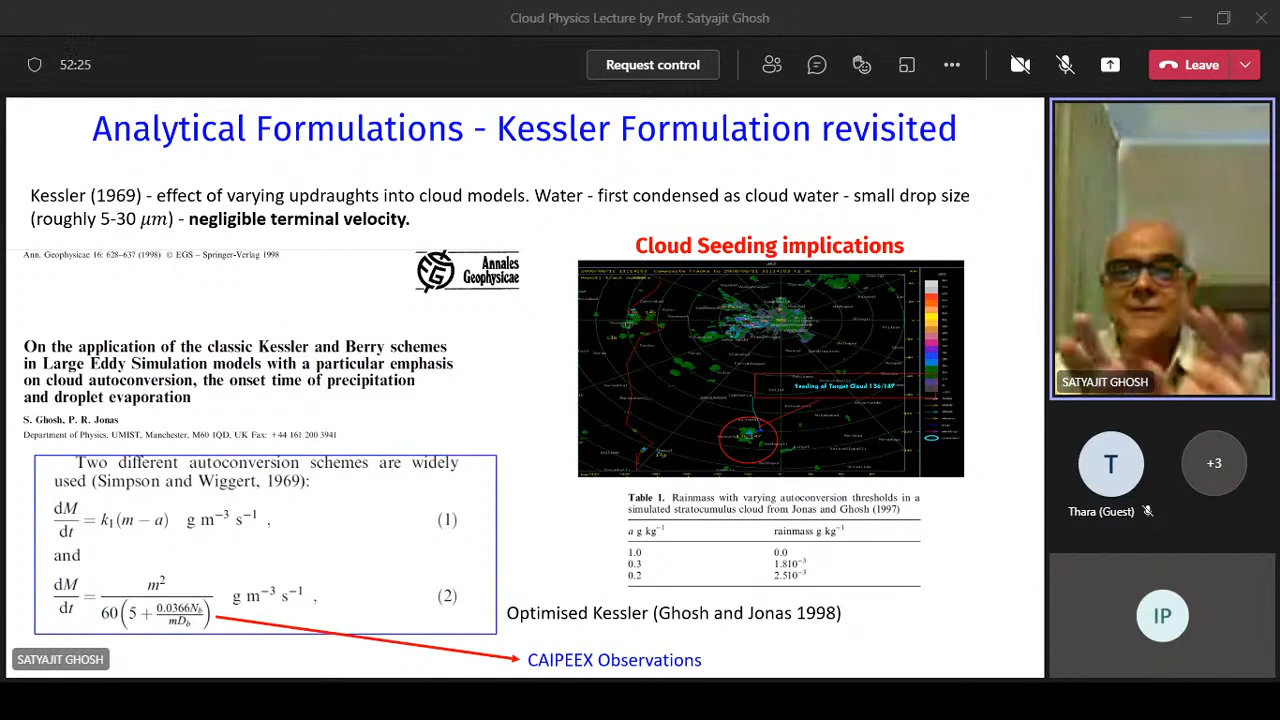 Cloud Physics Lecture by Prof. Satyajit Ghosh
52:25
Request control
Leave
Analytical Formulations - Kessler Formulation revisited
Kessler (1969) - effect of varying updraughts into cloud models. Water - first condensed as cloud water - small drop size
(roughly 5-30 μm) - negligible terminal velocity.
Ann. Geophysicae 16: 628–637 (1998) © EGS – Springer-Verlag 1998
Annales
Geophysicae
On the application of the classic Kessler and Berry schemes
in Large Eddy Simulation models with a particular emphasis
on cloud autoconversion, the onset time of precipitation
and droplet evaporation
S. Ghosh, P. R. Jonas
Department of Physics, UMIST, Manchester, M60 1QD, UK Fax: +44 161 200 3941
Two different autoconversion schemes are widely
used (Simpson and Wiggert, 1969):
dM/dt = k₁(m − a) g m⁻³ s⁻¹ , (1)
and
dM/dt = m² / 60(5 + 0.0366N_b / mD_b) g m⁻³ s⁻¹ , (2)
SATYAJIT GHOSH
Cloud Seeding implications
Seeding of Target Cloud 136/147
Table 1. Rainmass with varying autoconversion thresholds in a
simulated stratocumulus cloud from Jonas and Ghosh (1997)
a g kg⁻¹ rainmass g kg⁻¹
1.0 0.0
0.3 1.810⁻³
0.2 2.510⁻³
Optimised Kessler (Ghosh and Jonas 1998)
CAIPEEX Observations
SATYAJIT GHOSH
T
+3
Thara (Guest)
IP